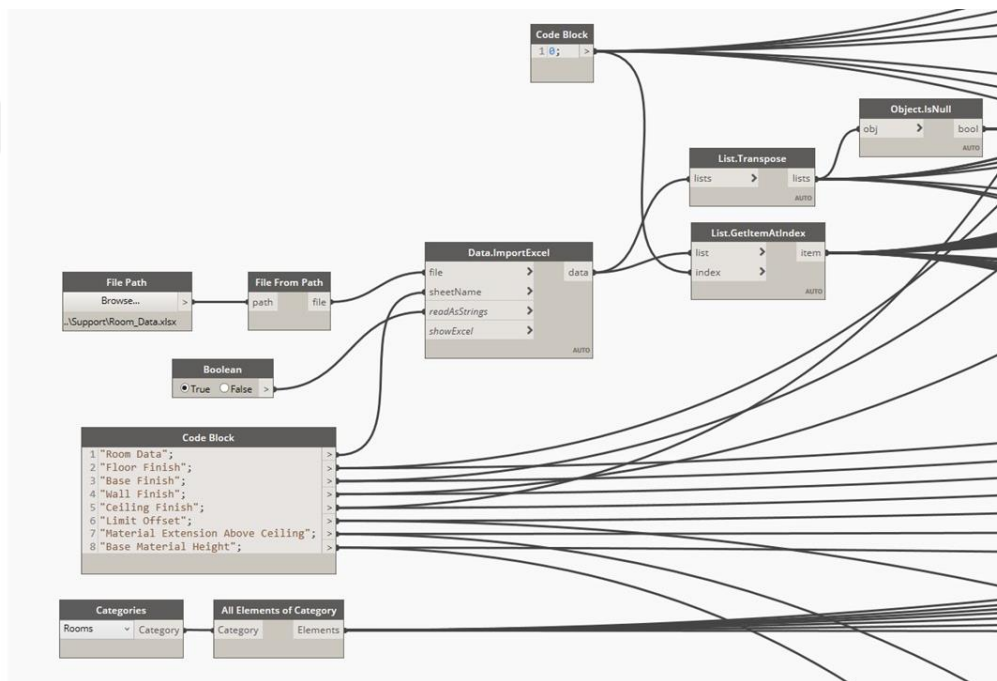 Code Block
1 0; >
Object.IsNull
obj > bool
AUTO
List.Transpose
lists > lists
AUTO
List.GetItemAtIndex
list > item
index >
AUTO
Data.ImportExcel
file > data
sheetName >
readAsStrings >
showExcel >
AUTO
File Path
Browse... >
..\Support\Room_Data.xlsx
File From Path
path file
Boolean
True False >
Code Block
1 "Room Data"; >
2 "Floor Finish"; >
3 "Base Finish"; >
4 "Wall Finish"; >
5 "Ceiling Finish"; >
6 "Limit Offset"; >
7 "Material Extension Above Ceiling"; >
8 "Base Material Height"; >
Categories
Rooms Category
All Elements of Category
Category Elements